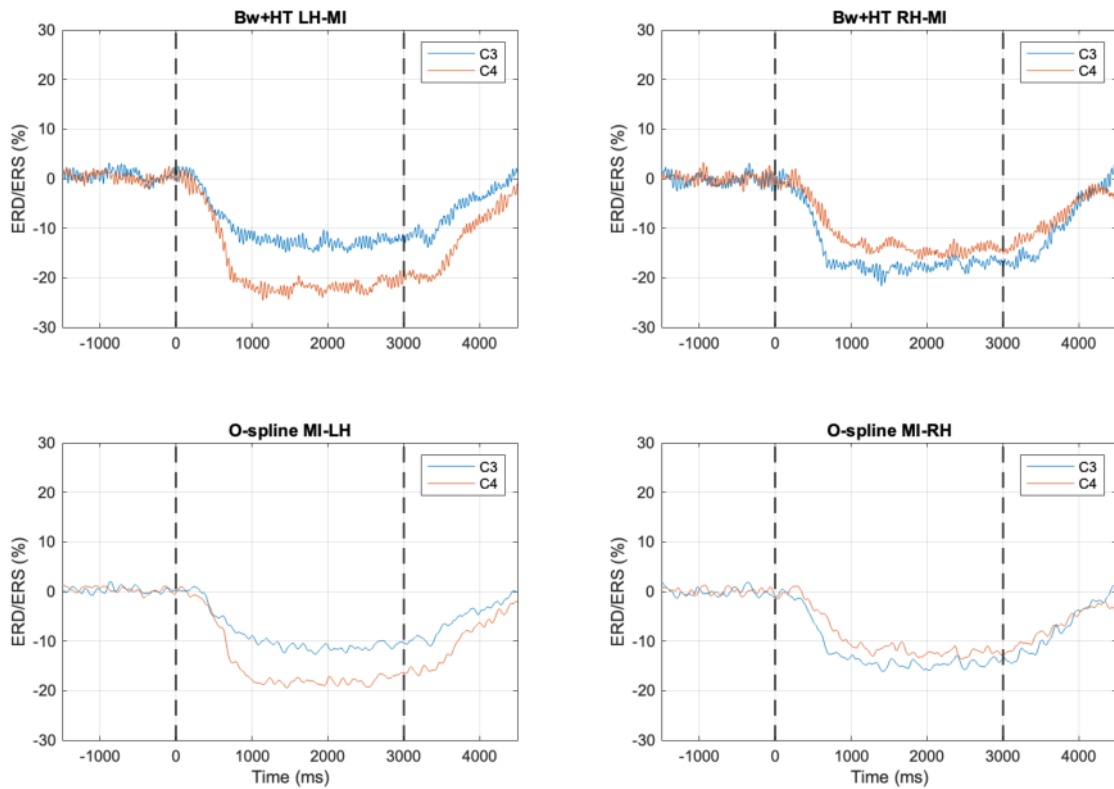 Bw+HT LH-MI
30
20
10
0
-10
-20
-30
ERD/ERS (%)
C3
C4
-1000 0 1000 2000 3000 4000
Bw+HT RH-MI
30
20
10
0
-10
-20
-30
ERD/ERS (%)
C3
C4
-1000 0 1000 2000 3000 4000
O-spline MI-LH
30
20
10
0
-10
-20
-30
ERD/ERS (%)
C3
C4
-1000 0 1000 2000 3000 4000
Time (ms)
O-spline MI-RH
30
20
10
0
-10
-20
-30
ERD/ERS (%)
C3
C4
-1000 0 1000 2000 3000 4000
Time (ms)